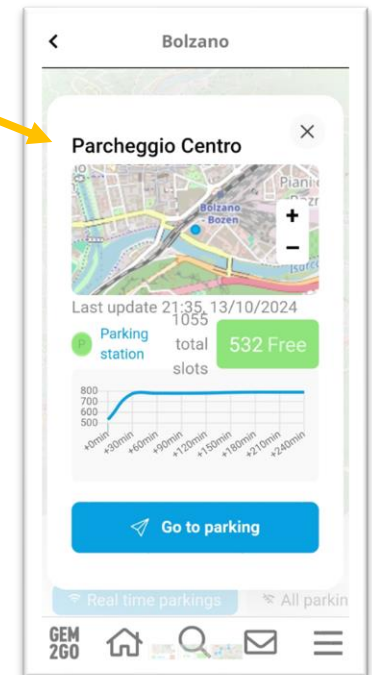 Bolzano
Parcheggio Centro
Piani
Bolzano
- Bozen
+
−
Last update 21:35, 13/10/2024
P
Parking
station
1055
total
slots
532 Free
800
700
600
500
+0min
+30min
+60min
+90min
+120min
+150min
+180min
+210min
+240min
Go to parking
Real time parkings
All parkin
GEM
2GO